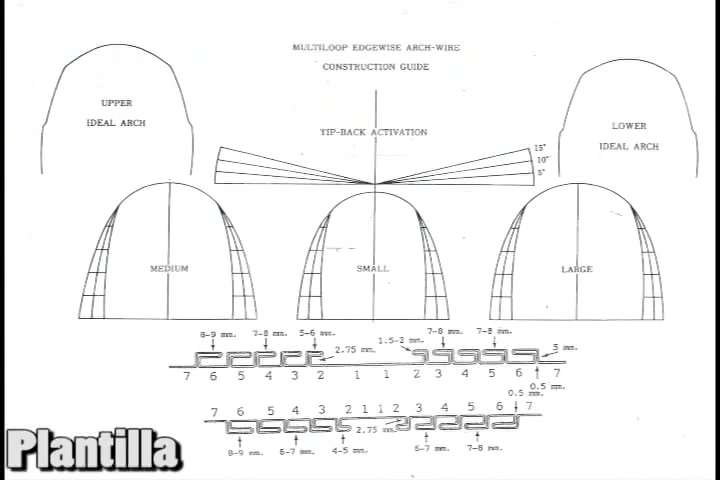 MULTILOOP EDGEWISE ARCH-WIRE
CONSTRUCTION GUIDE
UPPER
IDEAL ARCH
LOWER
IDEAL ARCH
TIP-BACK ACTIVATION
15°
10°
5°
MEDIUM
SMALL
LARGE
8-9 mm. 7-8 mm. 5-6 mm. 2.75 mm. 1.5-2 mm. 7-8 mm. 7-8 mm. 5 mm.
7 6 5 4 3 2 1 1 2 3 4 5 6 7
0.5 mm.
0.5 mm.
7 6 5 4 3 2 1 1 2 3 4 5 6 7
2.75 mm.
8-9 mm. 6-7 mm. 4-5 mm. 6-7 mm. 7-8 mm.
Plantilla